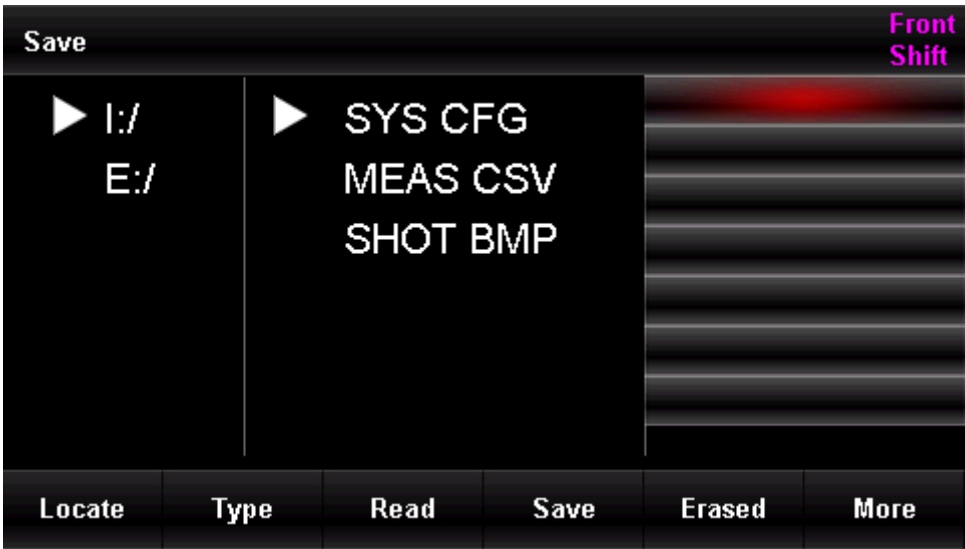 Save
Front
Shift
I:/
E:/
SYS CFG
MEAS CSV
SHOT BMP
Locate Type Read Save Erased More